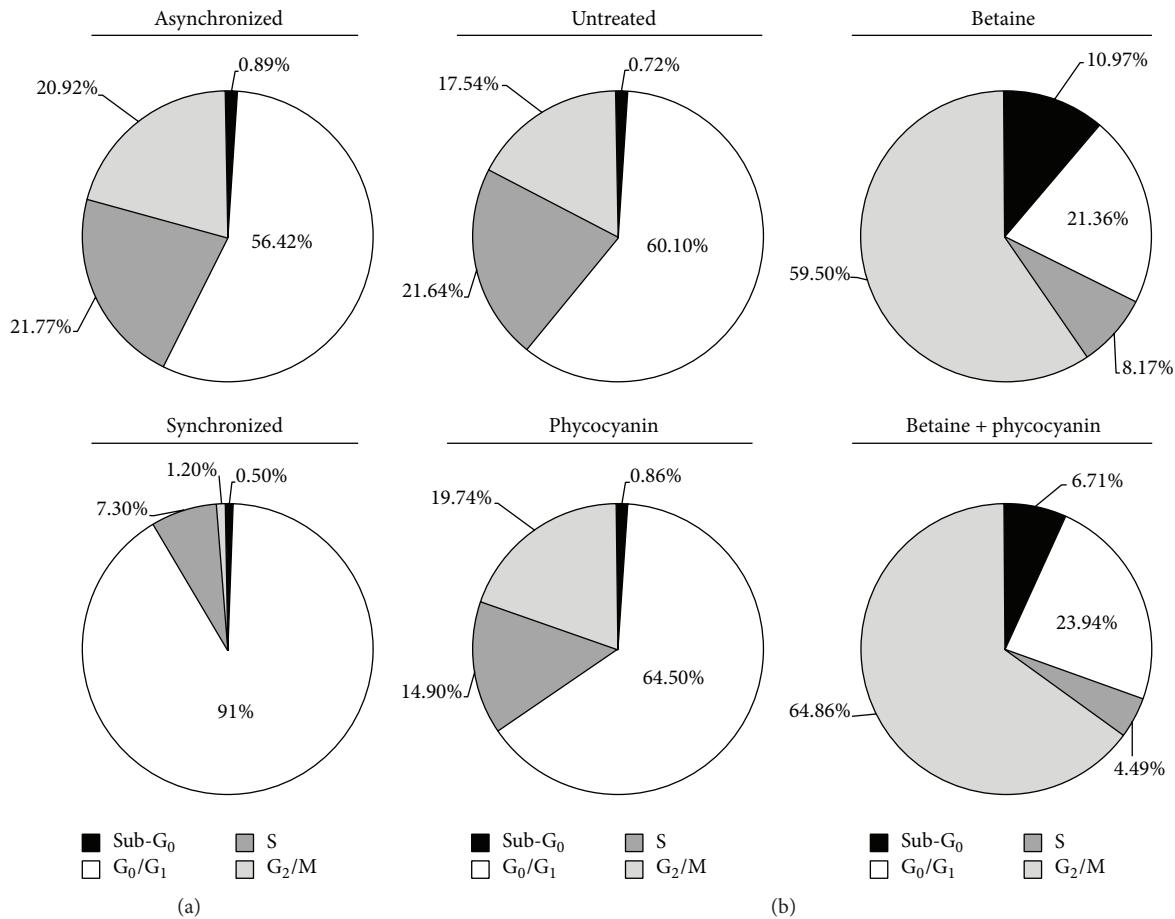 Asynchronized
0.89%
20.92%
56.42%
21.77%
Synchronized
1.20%
0.50%
7.30%
91%
Sub-G₀
S
G₀/G₁
G₂/M
(a)
Untreated
0.72%
17.54%
60.10%
21.64%
Phycocyanin
0.86%
19.74%
64.50%
14.90%
Sub-G₀
S
G₀/G₁
G₂/M
Betaine
10.97%
21.36%
59.50%
8.17%
Betaine + phycocyanin
6.71%
23.94%
64.86%
4.49%
Sub-G₀
S
G₀/G₁
G₂/M
(b)